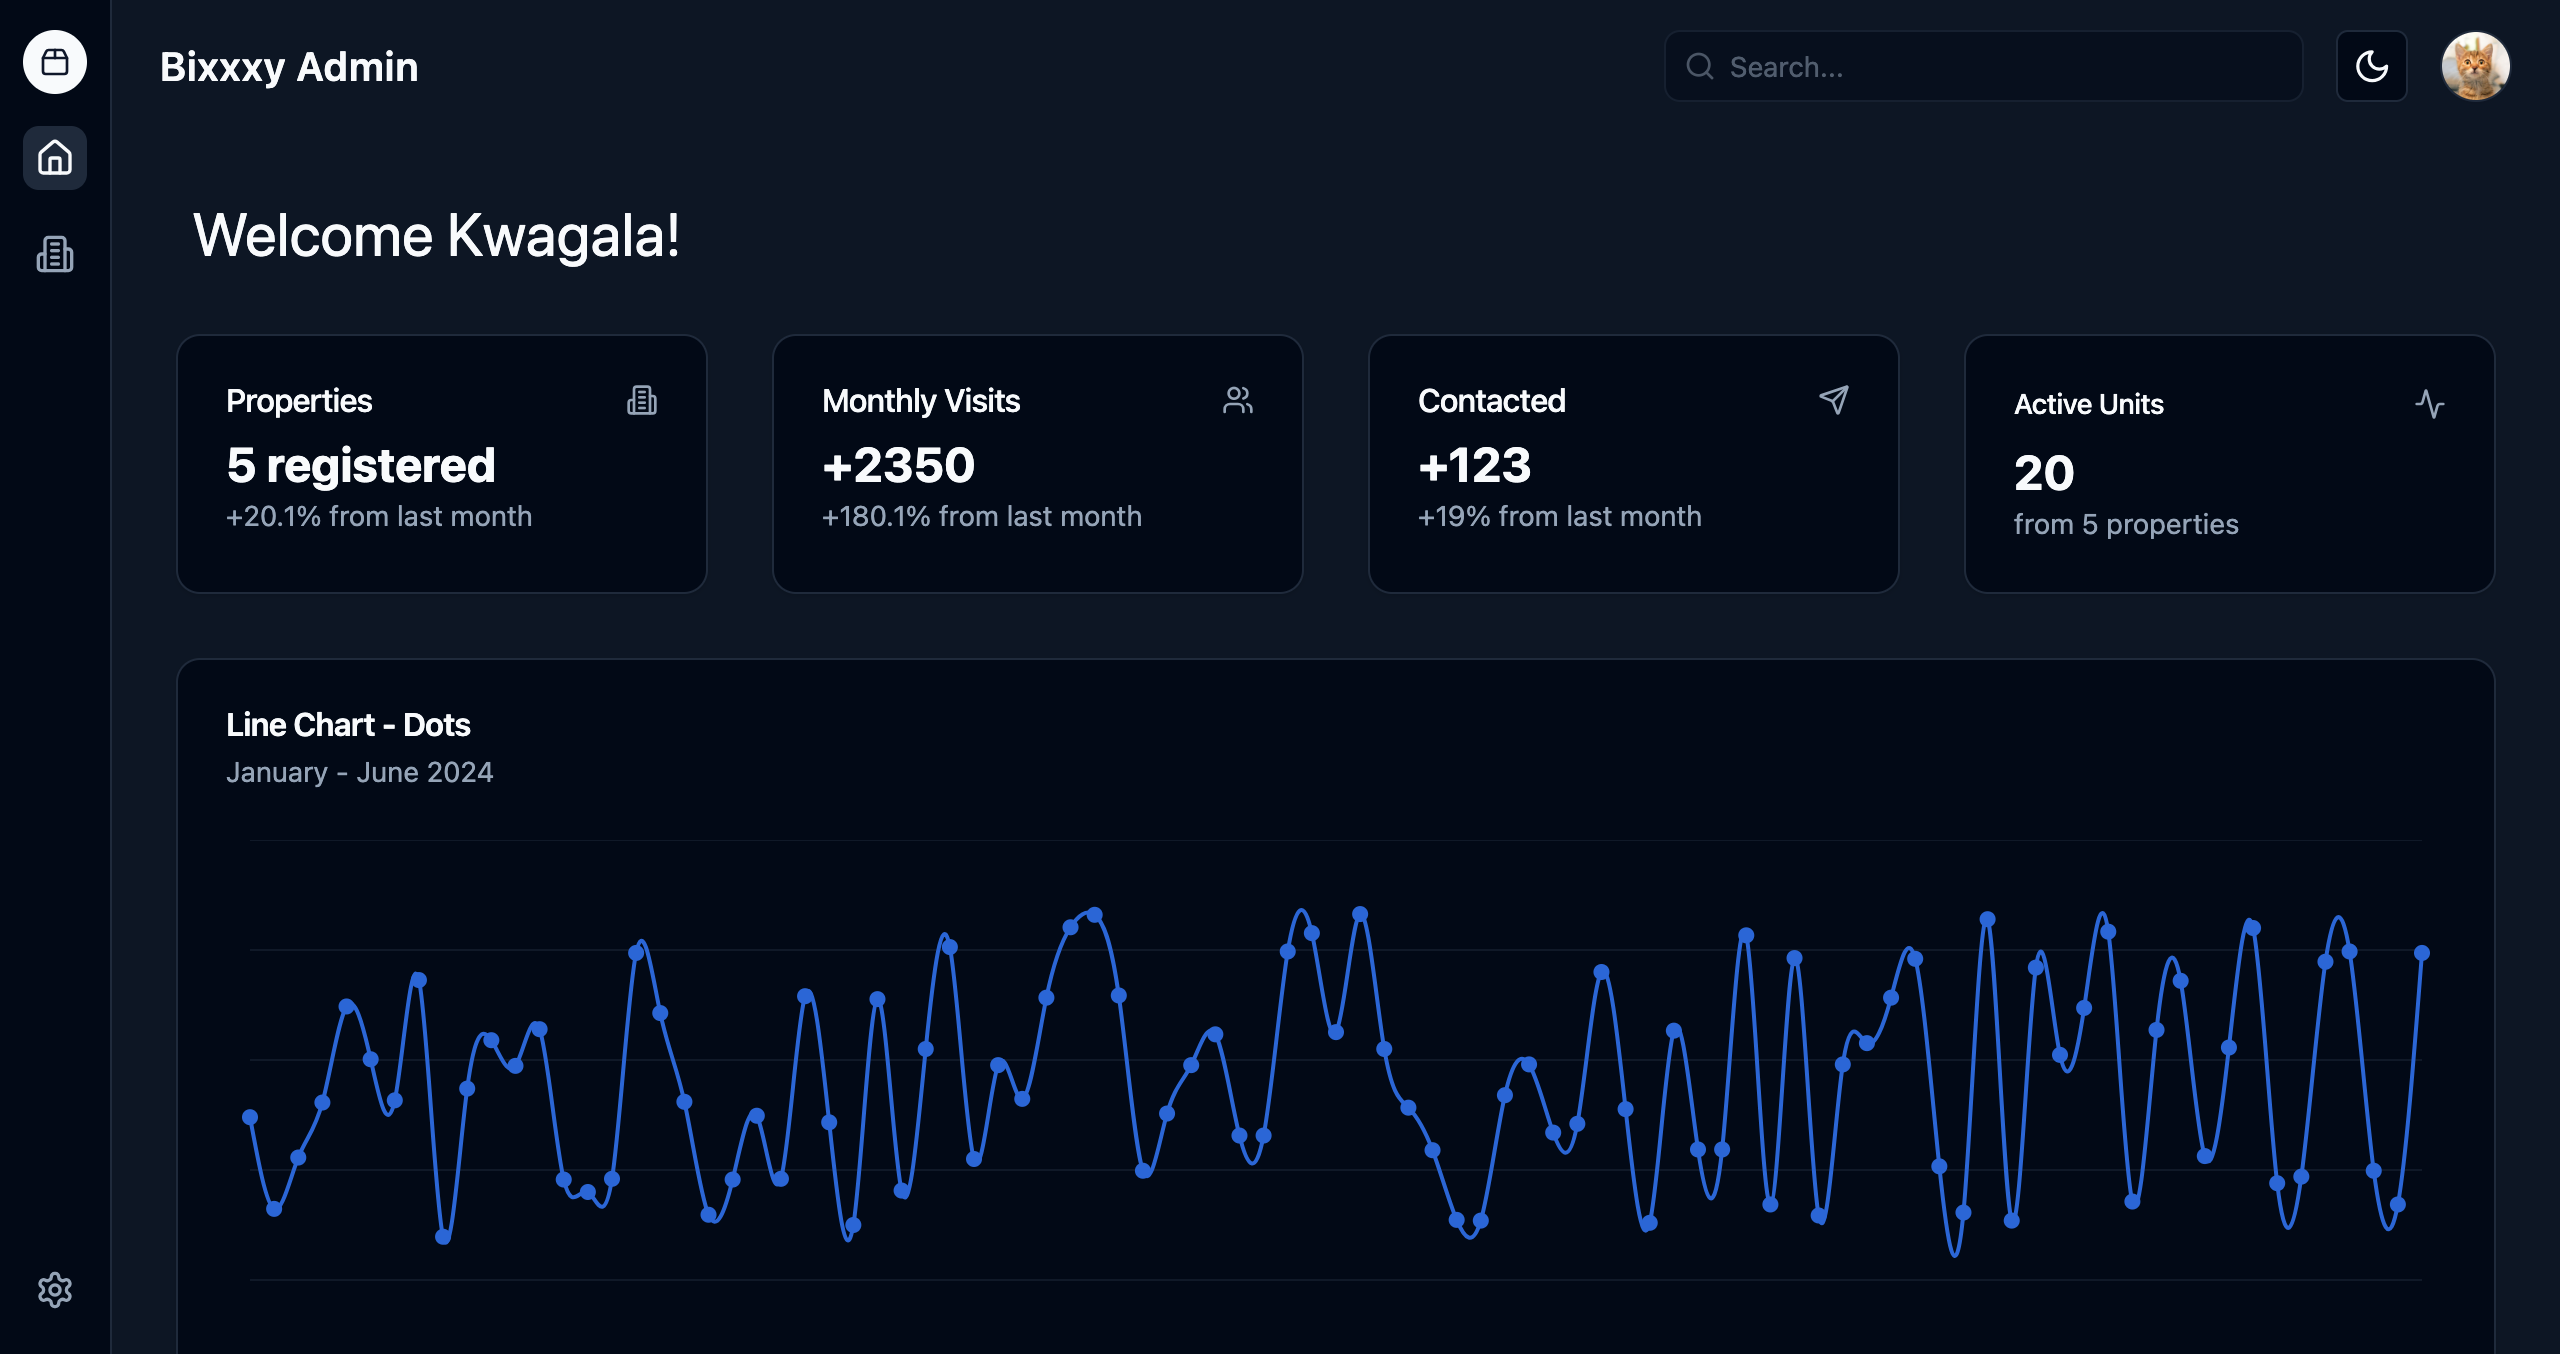 Bixxxy Admin
Search...
Welcome Kwagala!
Properties
5 registered
+20.1% from last month
Monthly Visits
+2350
+180.1% from last month
Contacted
+123
+19% from last month
Active Units
20
from 5 properties
Line Chart - Dots
January - June 2024